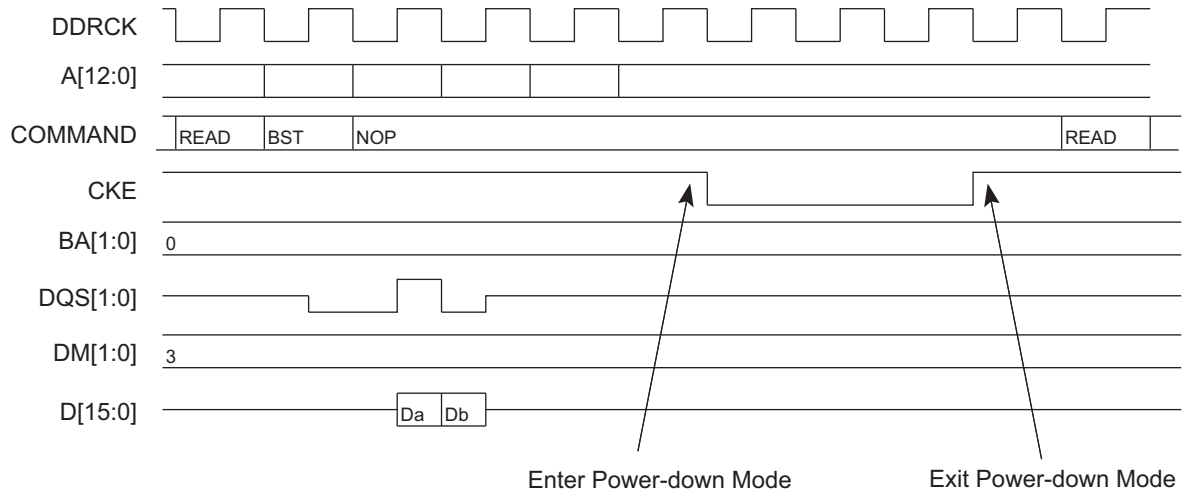 DDRCK
A[12:0]
COMMAND READ BST NOP READ
CKE
BA[1:0] 0
DQS[1:0]
DM[1:0] 3
D[15:0] Da Db
Enter Power-down Mode Exit Power-down Mode